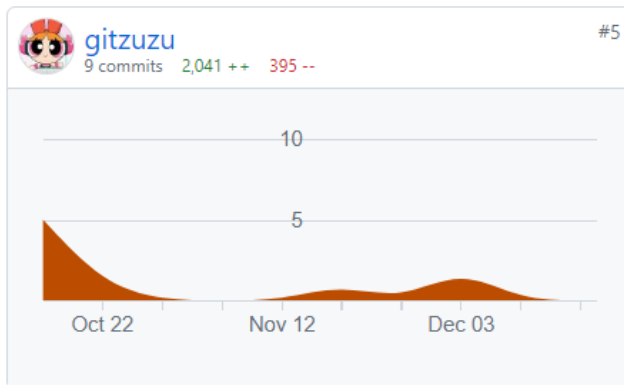 gitzuzu
#5
9 commits 2,041 ++ 395 --
10
5
Oct 22 Nov 12 Dec 03